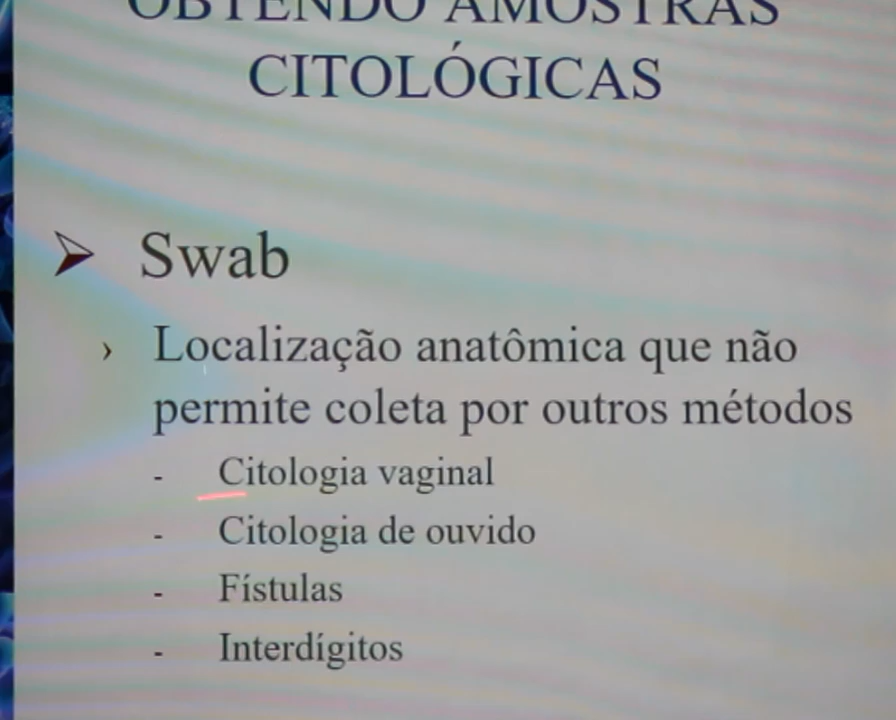 OBTENDO AMOSTRAS
CITOLÓGICAS
Swab
Localização anatômica que não
permite coleta por outros métodos
- Citologia vaginal
- Citologia de ouvido
- Fístulas
- Interdígitos